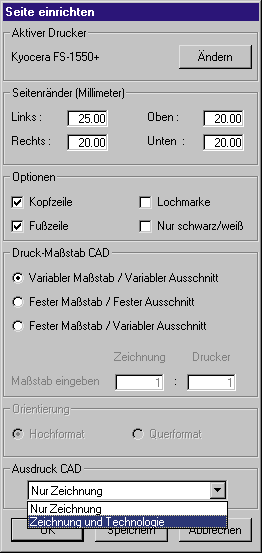 Seite einrichten
Aktiver Drucker
Kyocera FS-1550+
Ändern
Seitenränder (Millimeter)
Links : 25.00 Oben : 20.00
Rechts : 20.00 Unten : 20.00
Optionen
Kopfzeile Lochmarke
Fußzeile Nur schwarz/weiß
Druck-Maßstab CAD
Variabler Maßstab / Variabler Ausschnitt
Fester Maßstab / Fester Ausschnitt
Fester Maßstab / Variabler Ausschnitt
Zeichnung Drucker
Maßstab eingeben 1 : 1
Orientierung
Hochformat Querformat
Ausdruck CAD
Nur Zeichnung
Nur Zeichnung
Zeichnung und Technologie
OK Speichern Abbrechen